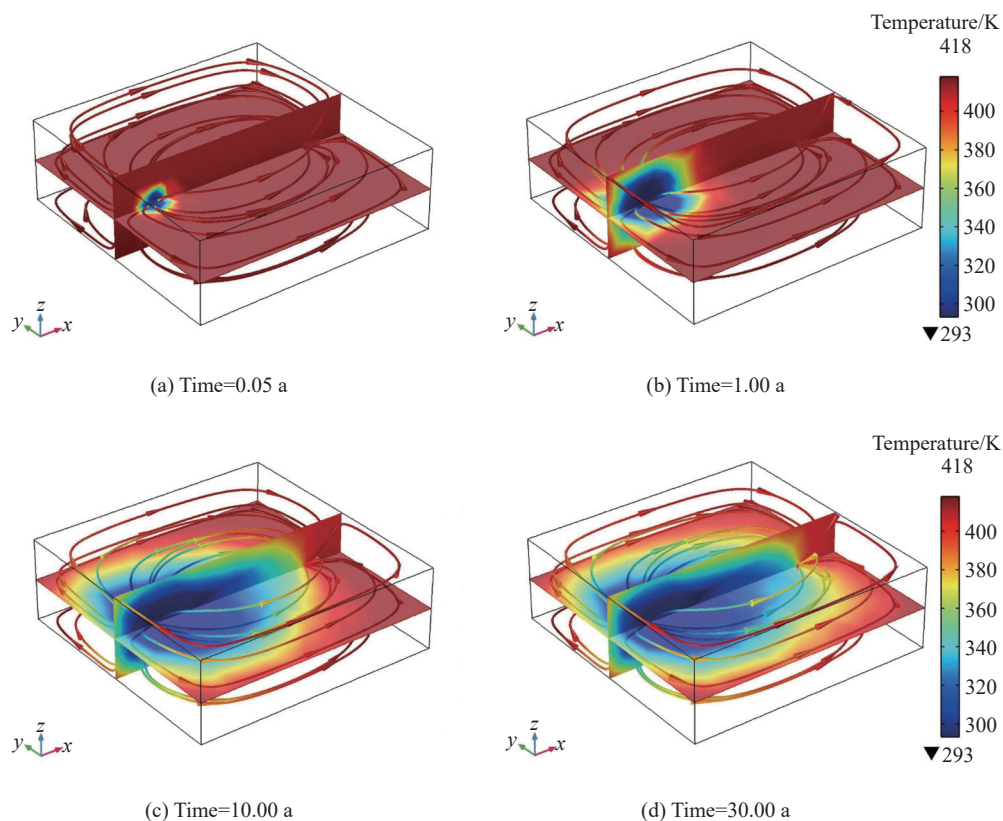 Temperature/K
418
400
380
360
340
320
300
▼293
z
y
x
z
y
x
(a) Time=0.05 a
(b) Time=1.00 a
Temperature/K
418
400
380
360
340
320
300
▼293
z
y
x
z
y
x
(c) Time=10.00 a
(d) Time=30.00 a